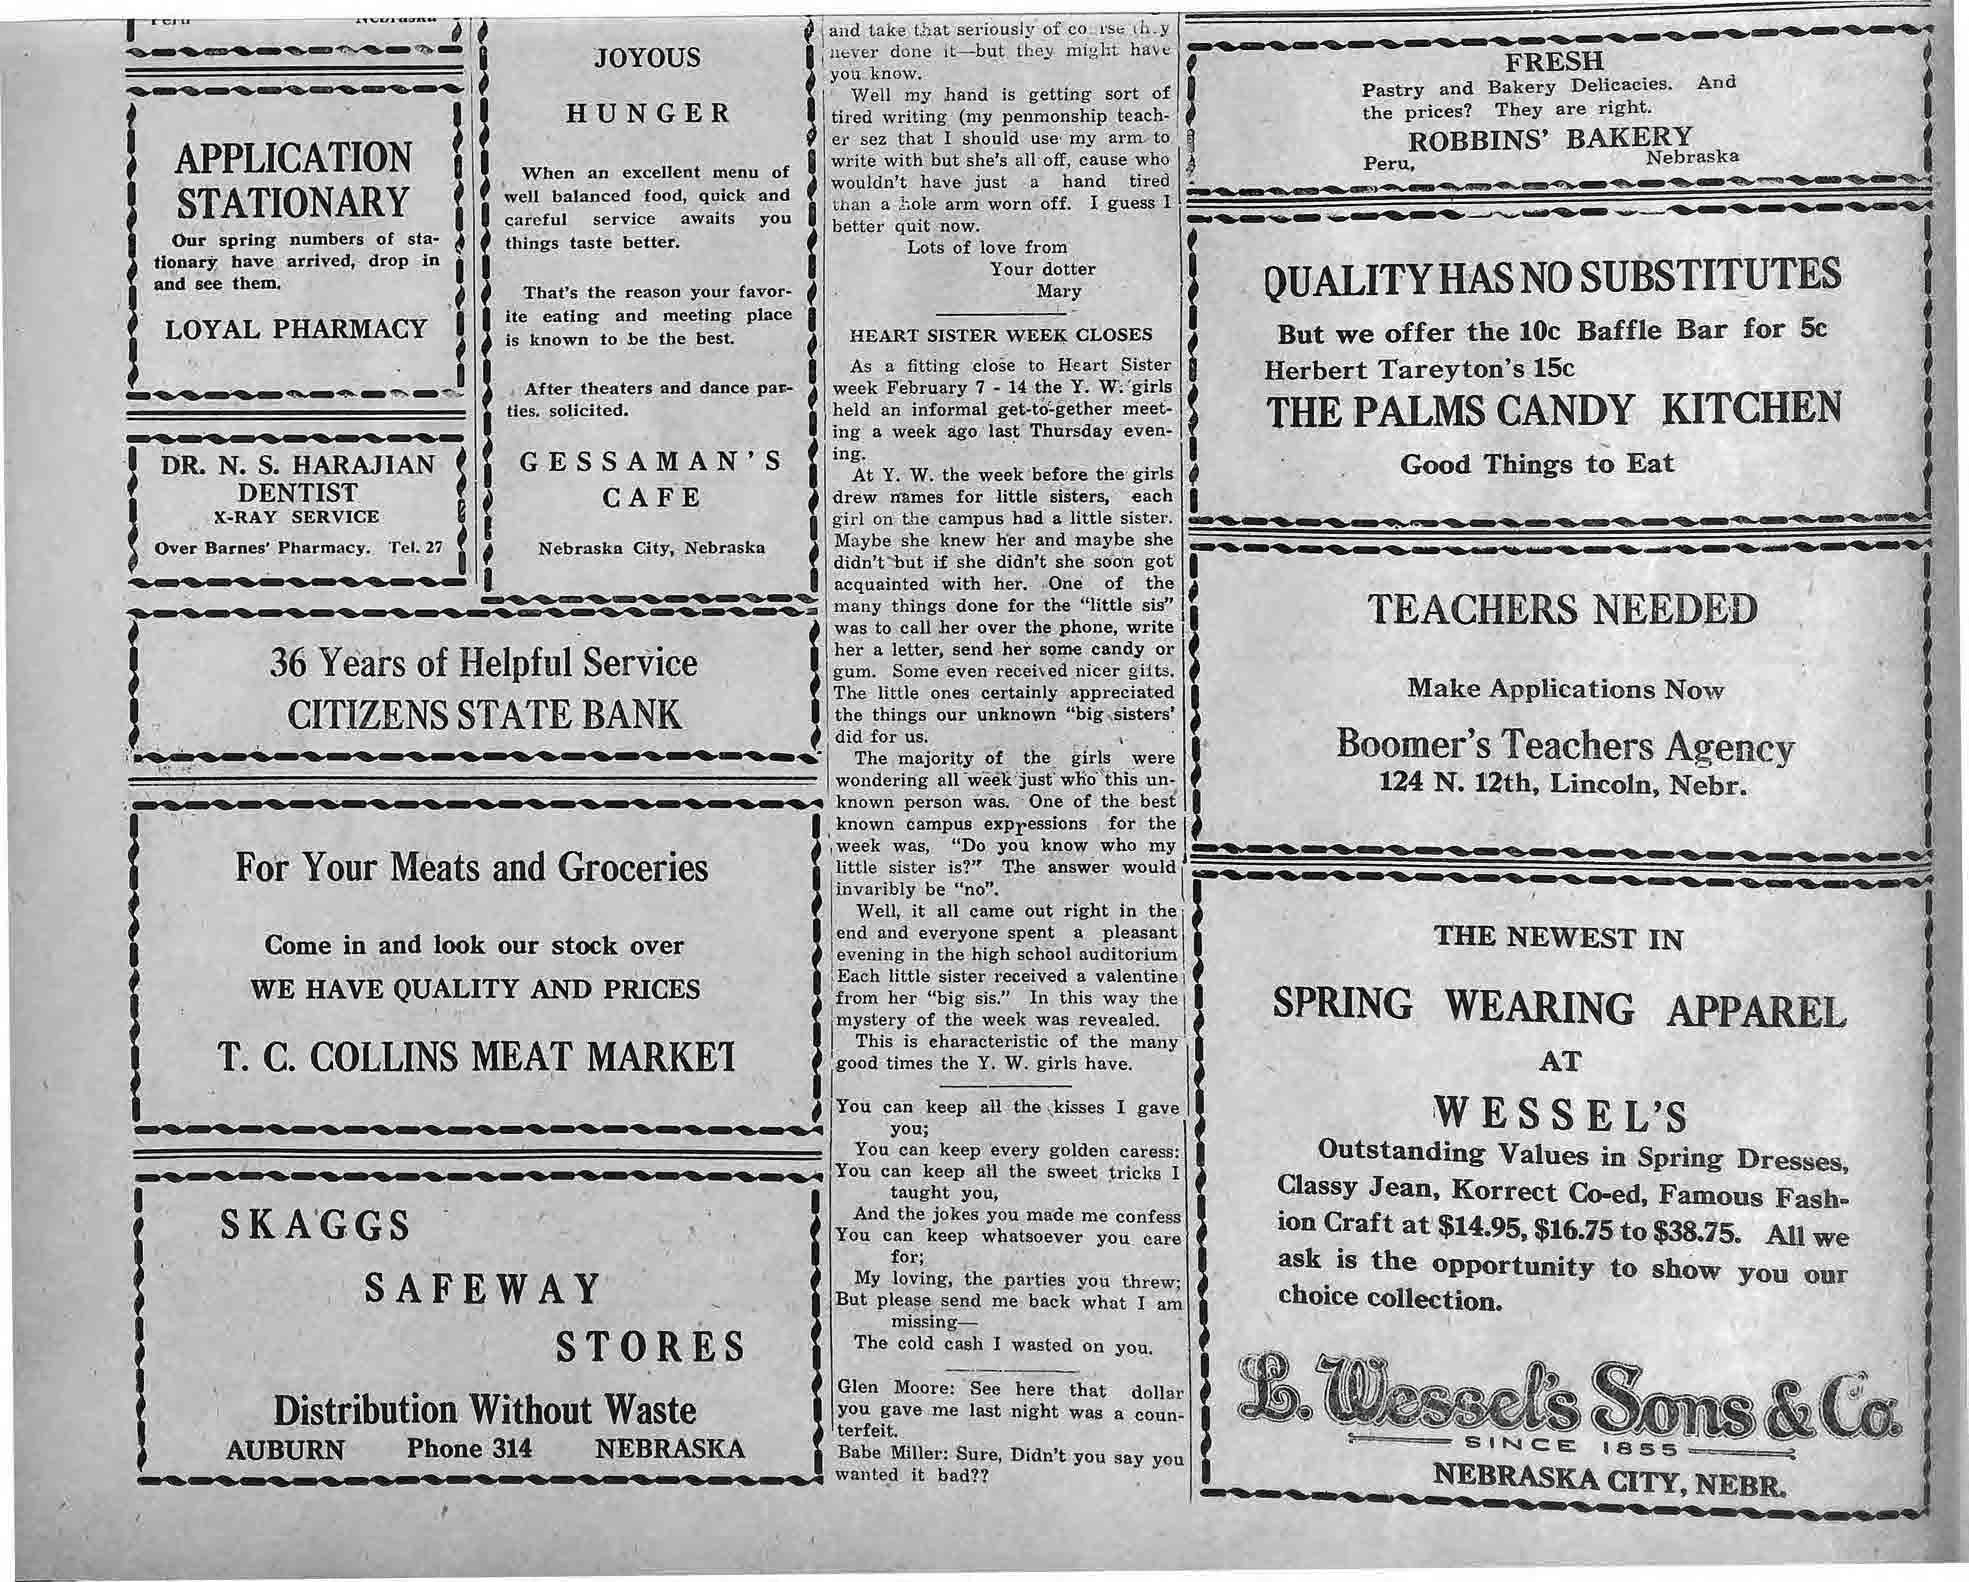 Peru Nebraska
APPLICATION
STATIONARY
Our spring numbers of sta-
tionary have arrived, drop in
and see them.
LOYAL PHARMACY
DR. N. S. HARAJIAN
DENTIST
X-RAY SERVICE
Over Barnes' Pharmacy. Tel. 27
JOYOUS
HUNGER
When an excellent menu of
well balanced food, quick and
careful service awaits you
things taste better.
That's the reason your favor-
ite eating and meeting place
is known to be the best.
After theaters and dance par-
ties. solicited.
GESSAMAN'S
CAFE
Nebraska City, Nebraska
36 Years of Helpful Service
CITIZENS STATE BANK
For Your Meats and Groceries
Come in and look our stock over
WE HAVE QUALITY AND PRICES
T. C. COLLINS MEAT MARKET
SKAGGS
SAFEWAY
STORES
Distribution Without Waste
AUBURN Phone 314 NEBRASKA
and take that seriously of co rse th.y
never done it—but they might have
you know.
Well my hand is getting sort of
tired writing (my penmonship teach-
er sez that I should use my arm to
write with but she's all off, cause who
wouldn't have just a hand tired
than a hole arm worn off. I guess I
better quit now.
Lots of love from
Your dotter
Mary
HEART SISTER WEEK CLOSES
As a fitting close to Heart Sister
week February 7 - 14 the Y. W. girls
held an informal get-to-gether meet-
ing a week ago last Thursday even-
ing.
At Y. W. the week before the girls
drew names for little sisters, each
girl on the campus had a little sister.
Maybe she knew her and maybe she
didn't but if she didn't she soon got
acquainted with her. One of the
many things done for the "little sis"
was to call her over the phone, write
her a letter, send her some candy or
gum. Some even received nicer gifts.
The little ones certainly appreciated
the things our unknown "big sisters'
did for us.
The majority of the girls were
wondering all week just who this un-
known person was. One of the best
known campus expressions for the
week was, "Do you know who my
little sister is?" The answer would
invaribly be "no".
Well, it all came out right in the
end and everyone spent a pleasant
evening in the high school auditorium
Each little sister received a valentine
from her "big sis." In this way the
mystery of the week was revealed.
This is characteristic of the many
good times the Y. W. girls have.
You can keep all the kisses I gave
you;
You can keep every golden caress:
You can keep all the sweet tricks I
taught you,
And the jokes you made me confess
You can keep whatsoever you care
for;
My loving, the parties you threw;
But please send me back what I am
missing—
The cold cash I wasted on you.
Glen Moore: See here that dollar
you gave me last night was a coun-
terfeit.
Babe Miller: Sure, Didn't you say you
wanted it bad??
FRESH
Pastry and Bakery Delicacies. And
the prices? They are right.
ROBBINS' BAKERY
Peru, Nebraska
QUALITY HAS NO SUBSTITUTES
But we offer the 10c Baffle Bar for 5c
Herbert Tareyton's 15c
THE PALMS CANDY KITCHEN
Good Things to Eat
TEACHERS NEEDED
Make Applications Now
Boomer's Teachers Agency
124 N. 12th, Lincoln, Nebr.
THE NEWEST IN
SPRING WEARING APPAREL
AT
WESSEL'S
Outstanding Values in Spring Dresses,
Classy Jean, Korrect Co-ed, Famous Fash-
ion Craft at $14.95, $16.75 to $38.75. All we
ask is the opportunity to show you our
choice collection.
L. Wessel's Sons & Co.
SINCE 1855
NEBRASKA CITY, NEBR.